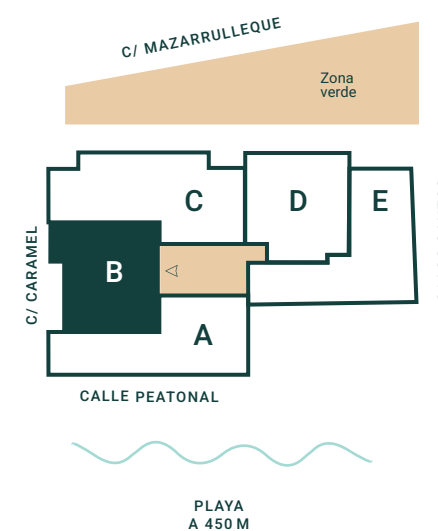 C/ MAZARRULLEQUE
Zona
verde
C
D
E
C/ CARAMEL
B
A
CALLE PEATONAL
PLAYA
A 450 M